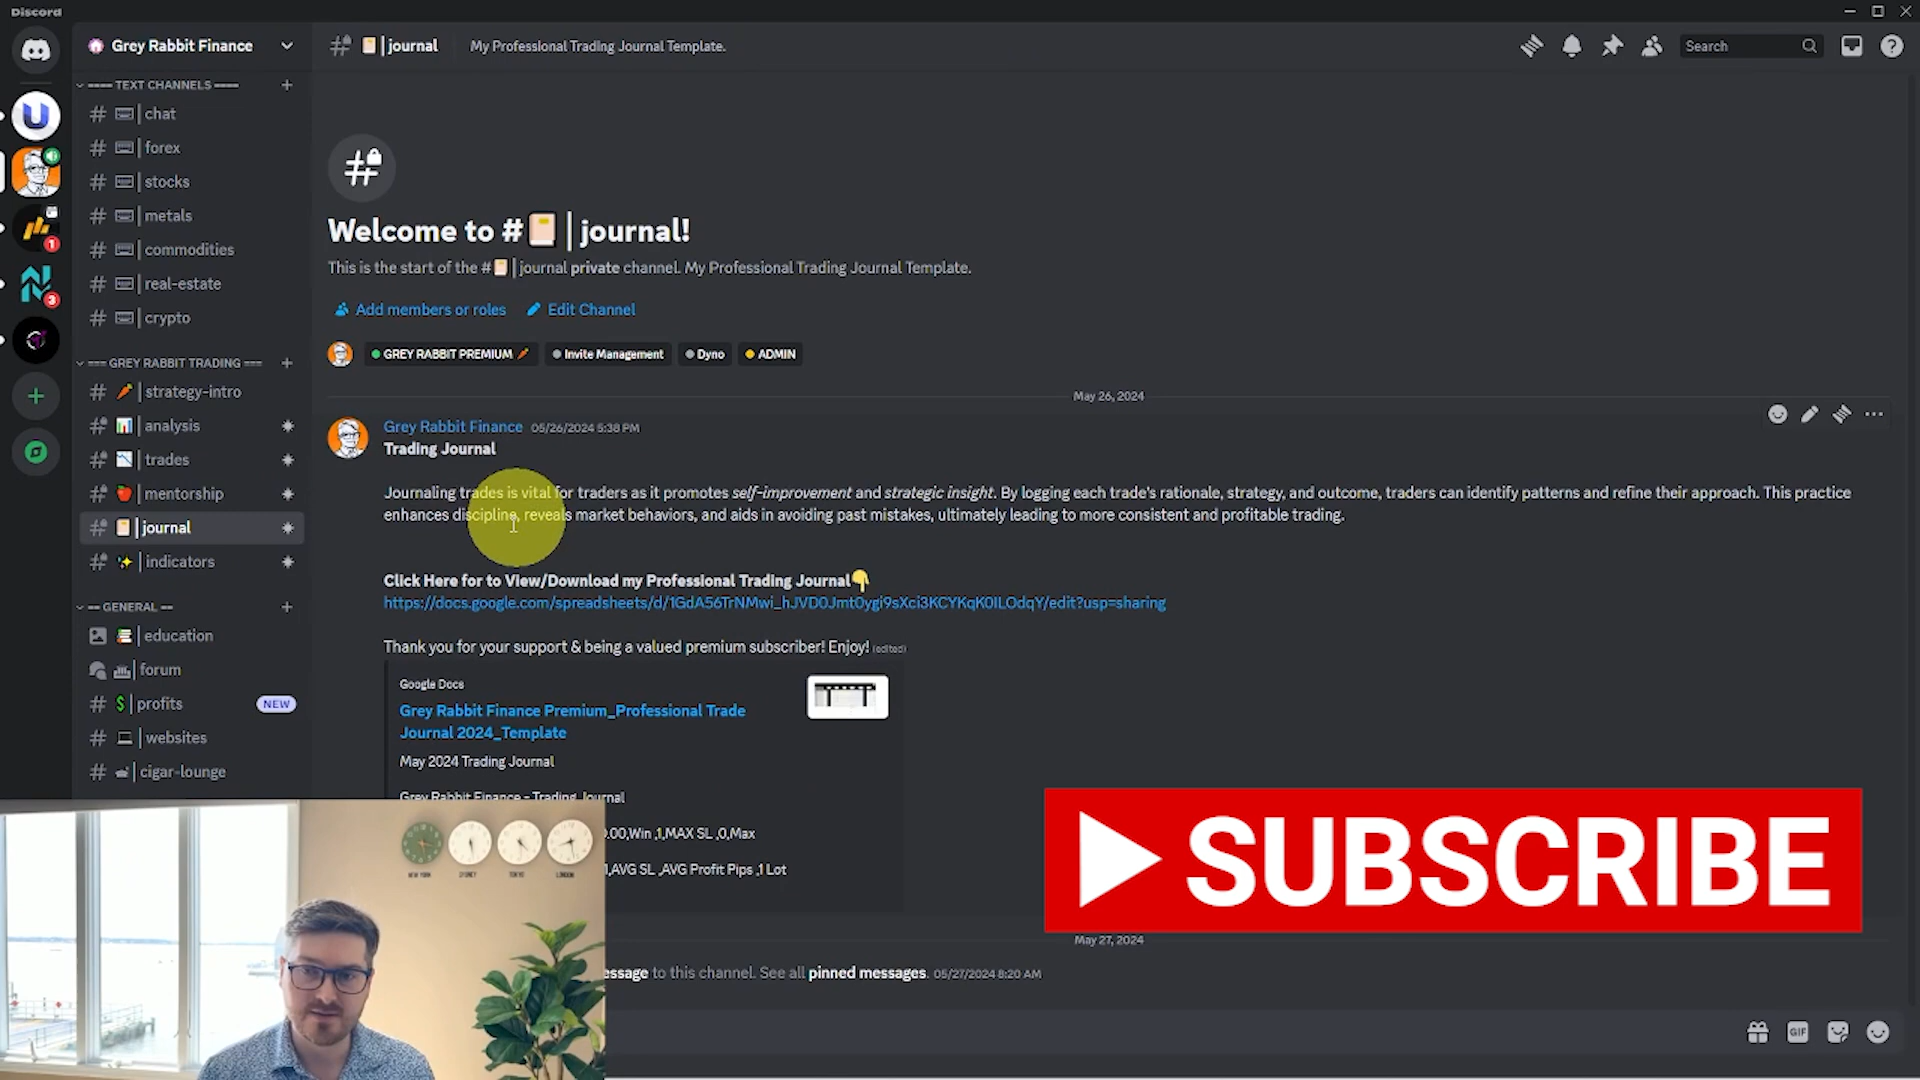 Discord
Grey Rabbit Finance
journal
My Professional Trading Journal Template.
Search
---- TEXT CHANNELS ----
chat
forex
stocks
metals
commodities
real-estate
crypto
=== GREY RABBIT TRADING ===
strategy-intro
analysis
trades
mentorship
journal
indicators
== GENERAL ==
education
forum
profits
NEW
websites
cigar-lounge
1
3
Welcome to # journal!
This is the start of the # journal private channel. My Professional Trading Journal Template.
Add members or roles
Edit Channel
GREY RABBIT PREMIUM
Invite Management
Dyno
ADMIN
May 26, 2024
Grey Rabbit Finance 05/26/2024 5:38 PM
Trading Journal
Journaling trades is vital for traders as it promotes self-improvement and strategic insight. By logging each trade's rationale, strategy, and outcome, traders can identify patterns and refine their approach. This practice
enhances discipline, reveals market behaviors, and aids in avoiding past mistakes, ultimately leading to more consistent and profitable trading.
Click Here for to View/Download my Professional Trading Journal
https://docs.google.com/spreadsheets/d/1GdA56TrNMwi_hJVD0Jmt0ygi9sXci3KCYKqK0ILOdqY/edit?usp=sharing
Thank you for your support & being a valued premium subscriber! Enjoy! (edited)
Google Docs
Grey Rabbit Finance Premium_Professional Trade
Journal 2024_Template
May 2024 Trading Journal
Grey Rabbit Finance - Trading Journal
0.00,Win ,1,MAX SL ,0,Max
,AVG SL ,AVG Profit Pips ,1 Lot
SUBSCRIBE
May 27, 2024
to this channel. See all pinned messages. 05/27/2024 8:20 AM
GIF
NEW YORK
SYDNEY
TOKYO
LONDON